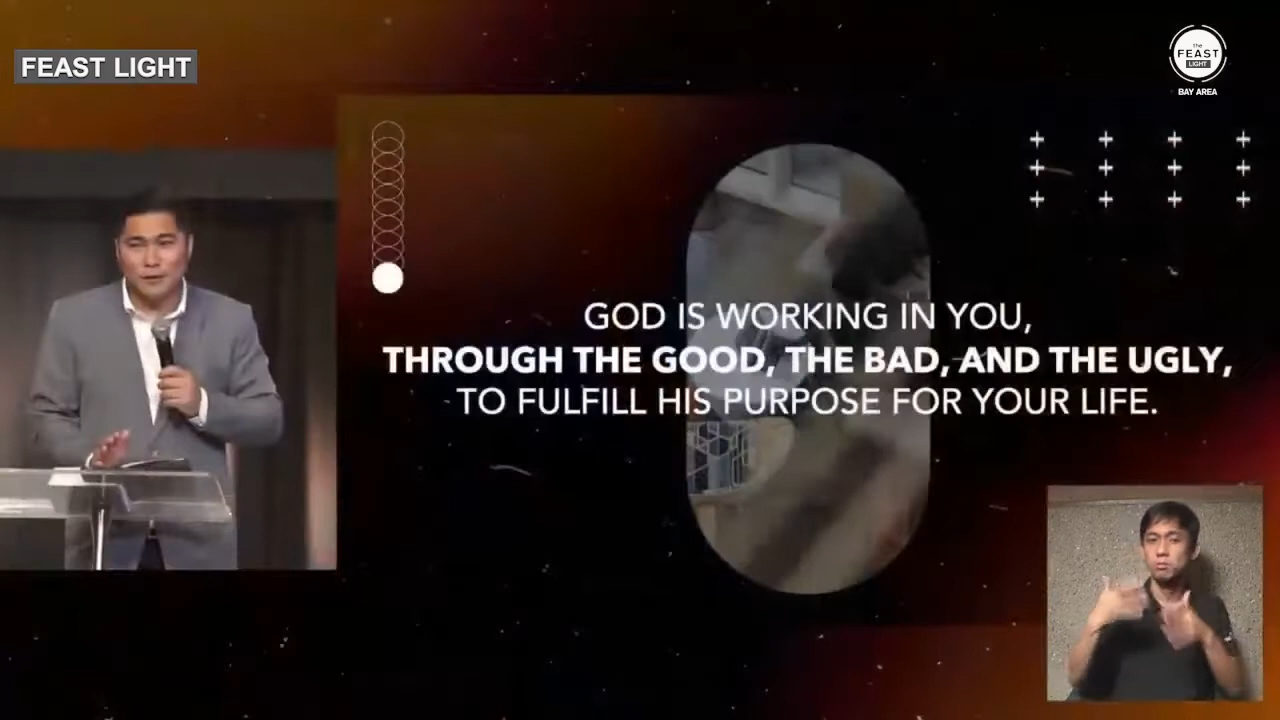 FEAST LIGHT
the
FEAST
LIGHT
BAY AREA
GOD IS WORKING IN YOU,
THROUGH THE GOOD, THE BAD, AND THE UGLY,
TO FULFILL HIS PURPOSE FOR YOUR LIFE.